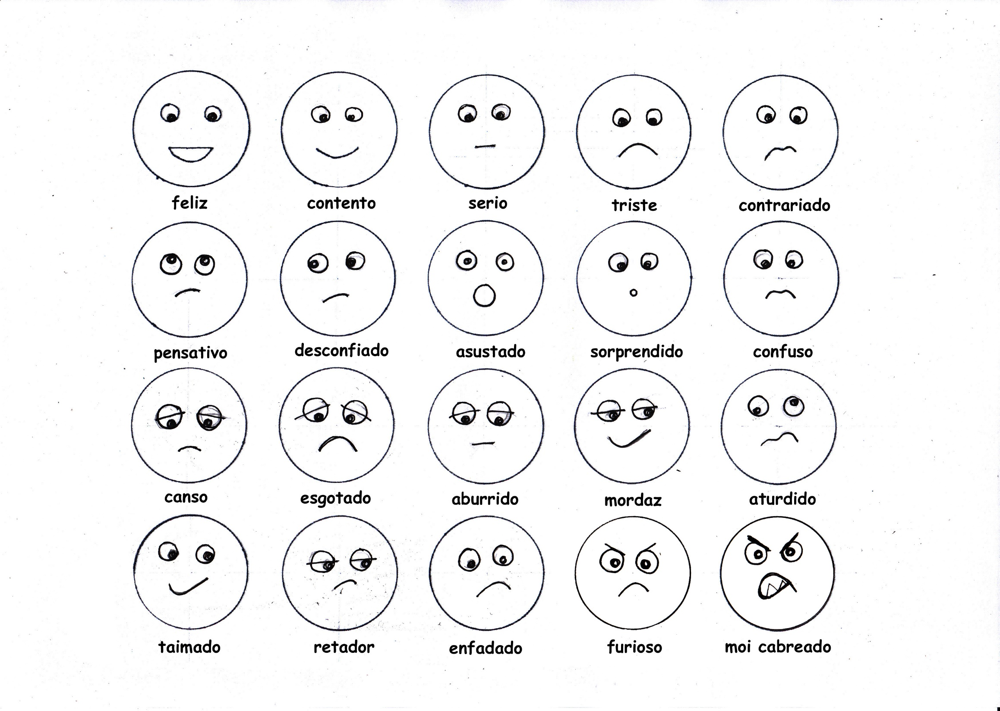 feliz contento serio triste contrariado
pensativo desconfiado asustado sorprendido confuso
canso esgotado aburrido mordaz aturdido
taimado retador enfadado furioso moi cabreado